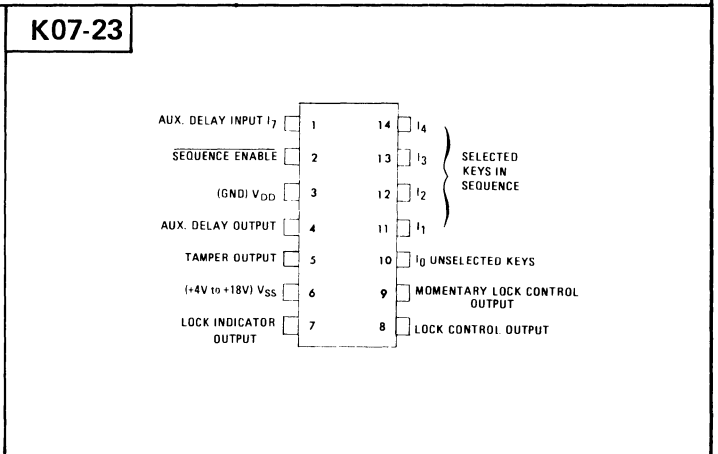 K07-23
AUX. DELAY INPUT I7 1 14 I4
SEQUENCE ENABLE 2 13 I3 SELECTED
KEYS IN
(GND) VDD 3 12 I2 SEQUENCE
AUX. DELAY OUTPUT 4 11 I1
TAMPER OUTPUT 5 10 I0 UNSELECTED KEYS
(+4V to +18V) VSS 6 9 MOMENTARY LOCK CONTROL
OUTPUT
LOCK INDICATOR 7 8 LOCK CONTROL OUTPUT
OUTPUT